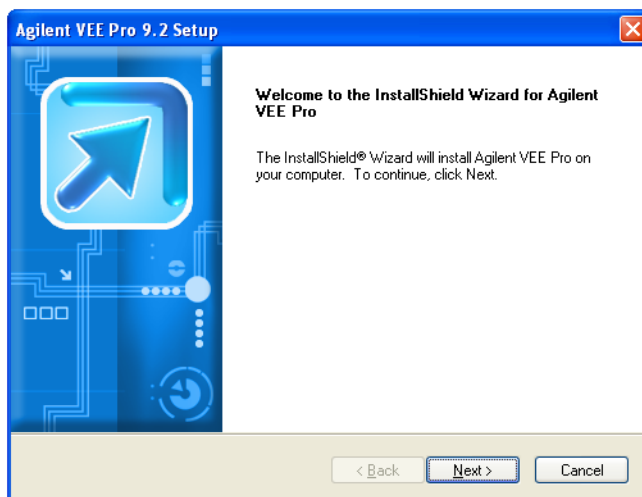 Agilent VEE Pro 9.2 Setup
Welcome to the InstallShield Wizard for Agilent
VEE Pro
The InstallShield® Wizard will install Agilent VEE Pro on
your computer. To continue, click Next.
< Back
Next >
Cancel